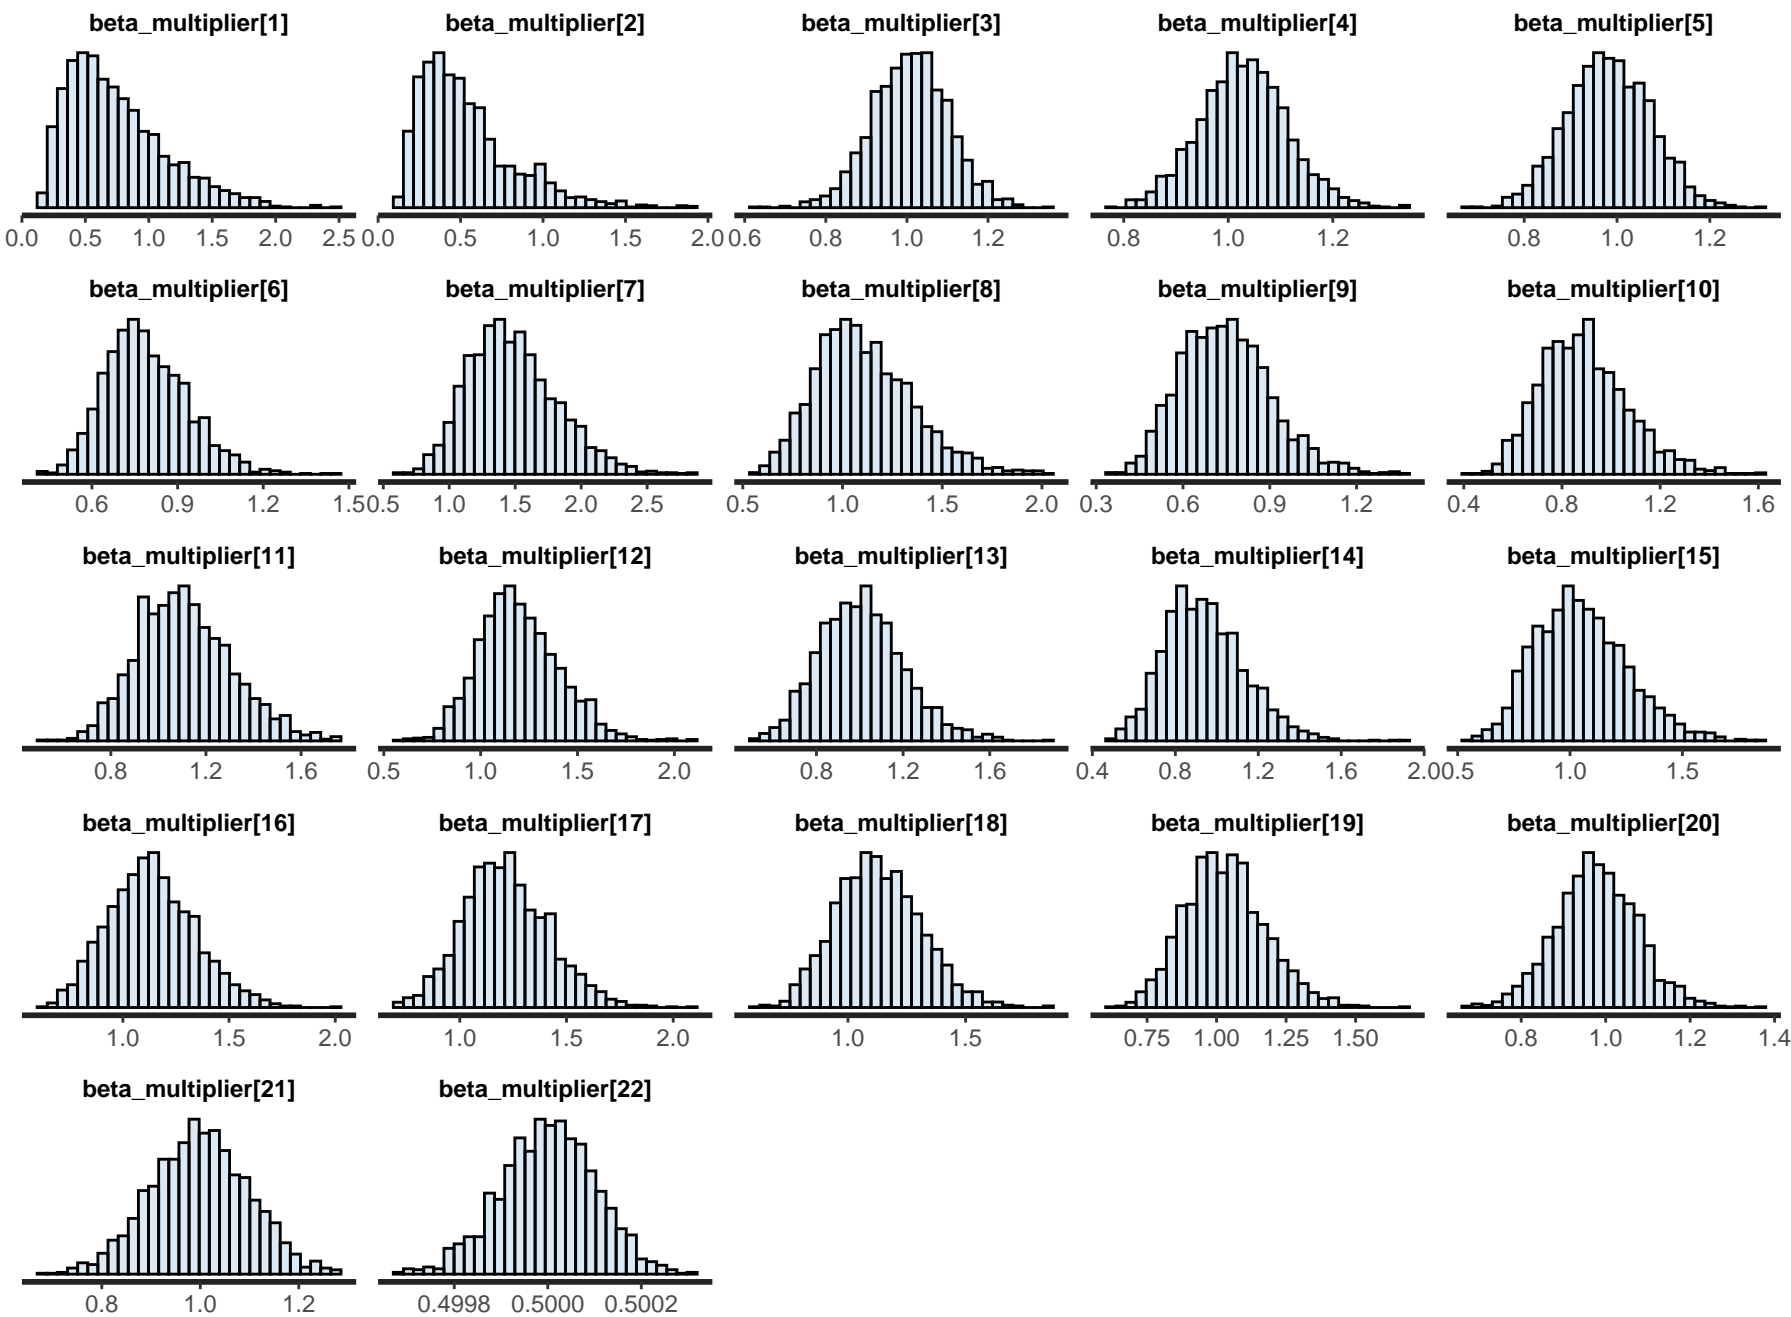 beta_multiplier[1] beta_multiplier[2] beta_multiplier[3] beta_multiplier[4] beta_multiplier[5]
0.0 0.5 1.0 1.5 2.0 2.5 0.0 0.5 1.0 1.5 2.0 0.6 0.8 1.0 1.2 0.8 1.0 1.2 0.8 1.0 1.2
beta_multiplier[6] beta_multiplier[7] beta_multiplier[8] beta_multiplier[9] beta_multiplier[10]
0.6 0.9 1.2 1.5 0.5 1.0 1.5 2.0 2.5 0.5 1.0 1.5 2.0 0.3 0.6 0.9 1.2 0.4 0.8 1.2 1.6
beta_multiplier[11] beta_multiplier[12] beta_multiplier[13] beta_multiplier[14] beta_multiplier[15]
0.8 1.2 1.6 0.5 1.0 1.5 2.0 0.8 1.2 1.6 0.4 0.8 1.2 1.6 2.0 0.5 1.0 1.5
beta_multiplier[16] beta_multiplier[17] beta_multiplier[18] beta_multiplier[19] beta_multiplier[20]
1.0 1.5 2.0 1.0 1.5 2.0 1.0 1.5 0.75 1.00 1.25 1.50 0.8 1.0 1.2 1.4
beta_multiplier[21] beta_multiplier[22]
0.8 1.0 1.2 0.4998 0.5000 0.5002